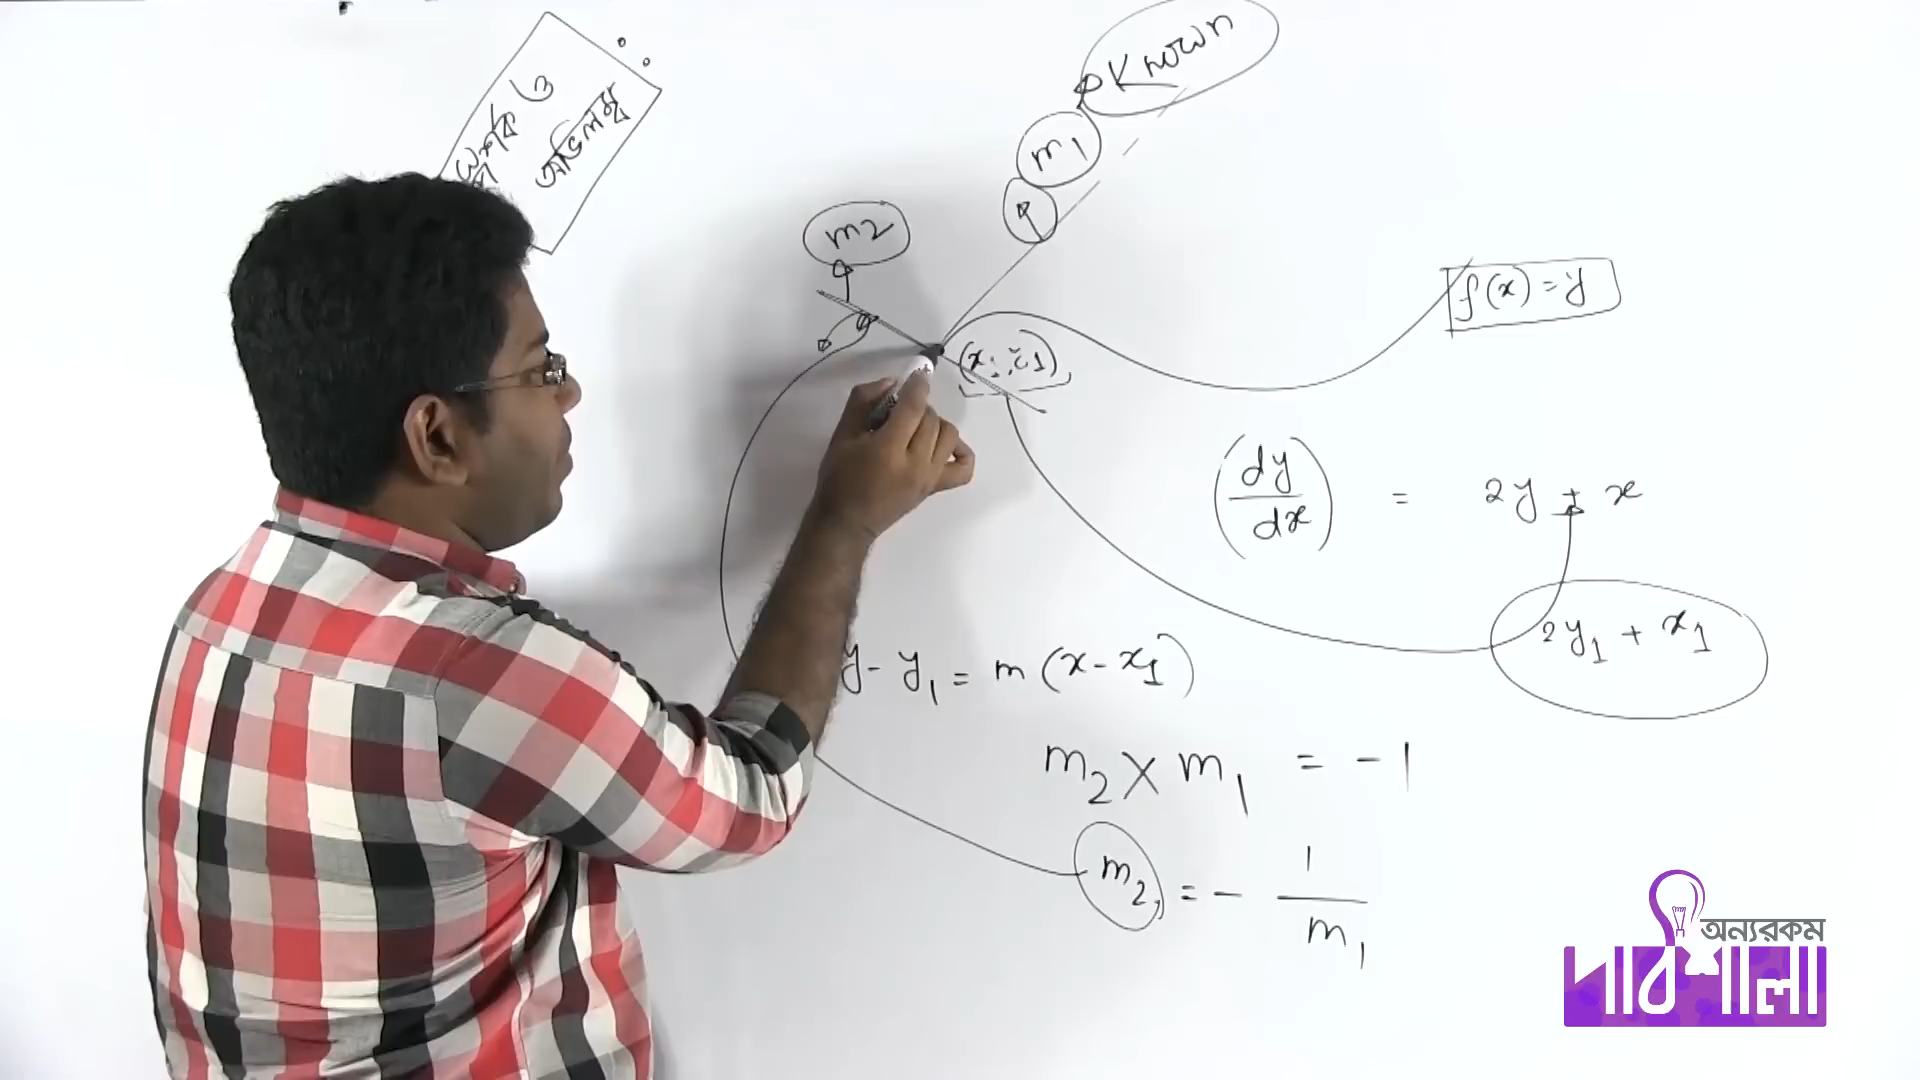 স্পর্শক ও
অভিলম্ব
Known
m1
m2
f(x) = y
(x1, y1)
(dy/dx) = 2y + x
2y1 + x1
y - y1 = m (x - x1)
m2 × m1 = -1
m2 = - 1/m1
অন্যরকম
পাঠশালা